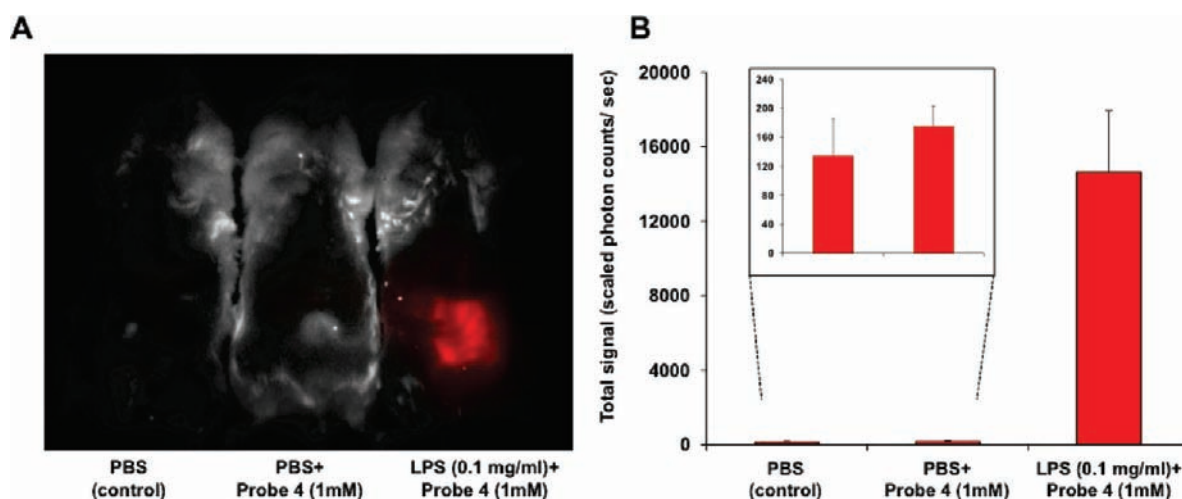 A
PBS
(control)
PBS+
Probe 4 (1mM)
LPS (0.1 mg/ml)+
Probe 4 (1mM)
B
Total signal (scaled photon counts/ sec)
20000
16000
12000
8000
4000
0
240
200
160
120
80
40
0
PBS
(control)
PBS+
Probe 4 (1mM)
LPS (0.1 mg/ml)+
Probe 4 (1mM)